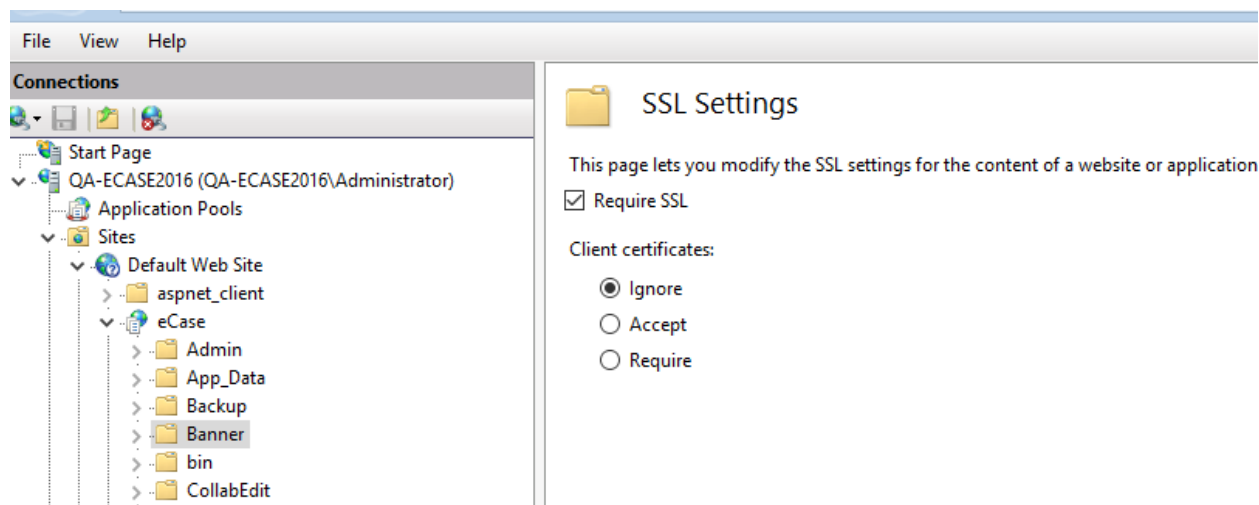 File View Help
Connections
Start Page
QA-ECASE2016 (QA-ECASE2016\Administrator)
Application Pools
Sites
Default Web Site
aspnet_client
eCase
Admin
App_Data
Backup
Banner
bin
CollabEdit
SSL Settings
This page lets you modify the SSL settings for the content of a website or application
Require SSL
Client certificates:
Ignore
Accept
Require